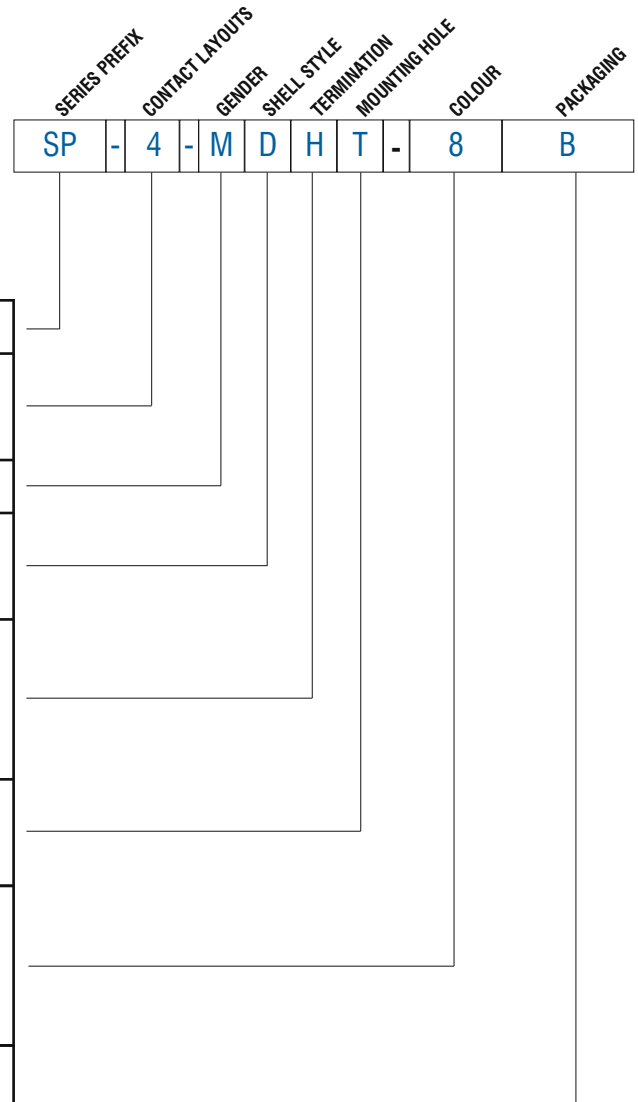 SERIES PREFIX
CONTACT LAYOUTS
GENDER
SHELL STYLE
TERMINATION
MOUNTING HOLE
COLOUR
PACKAGING
SP - 4 - M D H T - 8 B